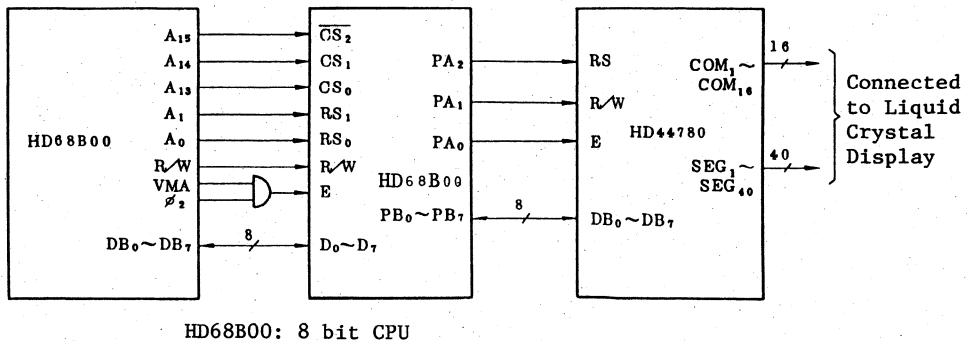 HD68B00
A₁₅
A₁₄
A₁₃
A₁
A₀
R/W
VMA
ø₂
DB₀~DB₇
8
C̅S̅₂
CS₁
CS₀
RS₁
RS₀
R/W
E
D₀~D₇
HD68B00
PA₂
PA₁
PA₀
PB₀~PB₇
8
RS
R/W
E
DB₀~DB₇
HD44780
COM₁~
COM₁₆
SEG₁~
SEG₄₀
16
40
Connected
to Liquid
Crystal
Display
HD68B00: 8 bit CPU